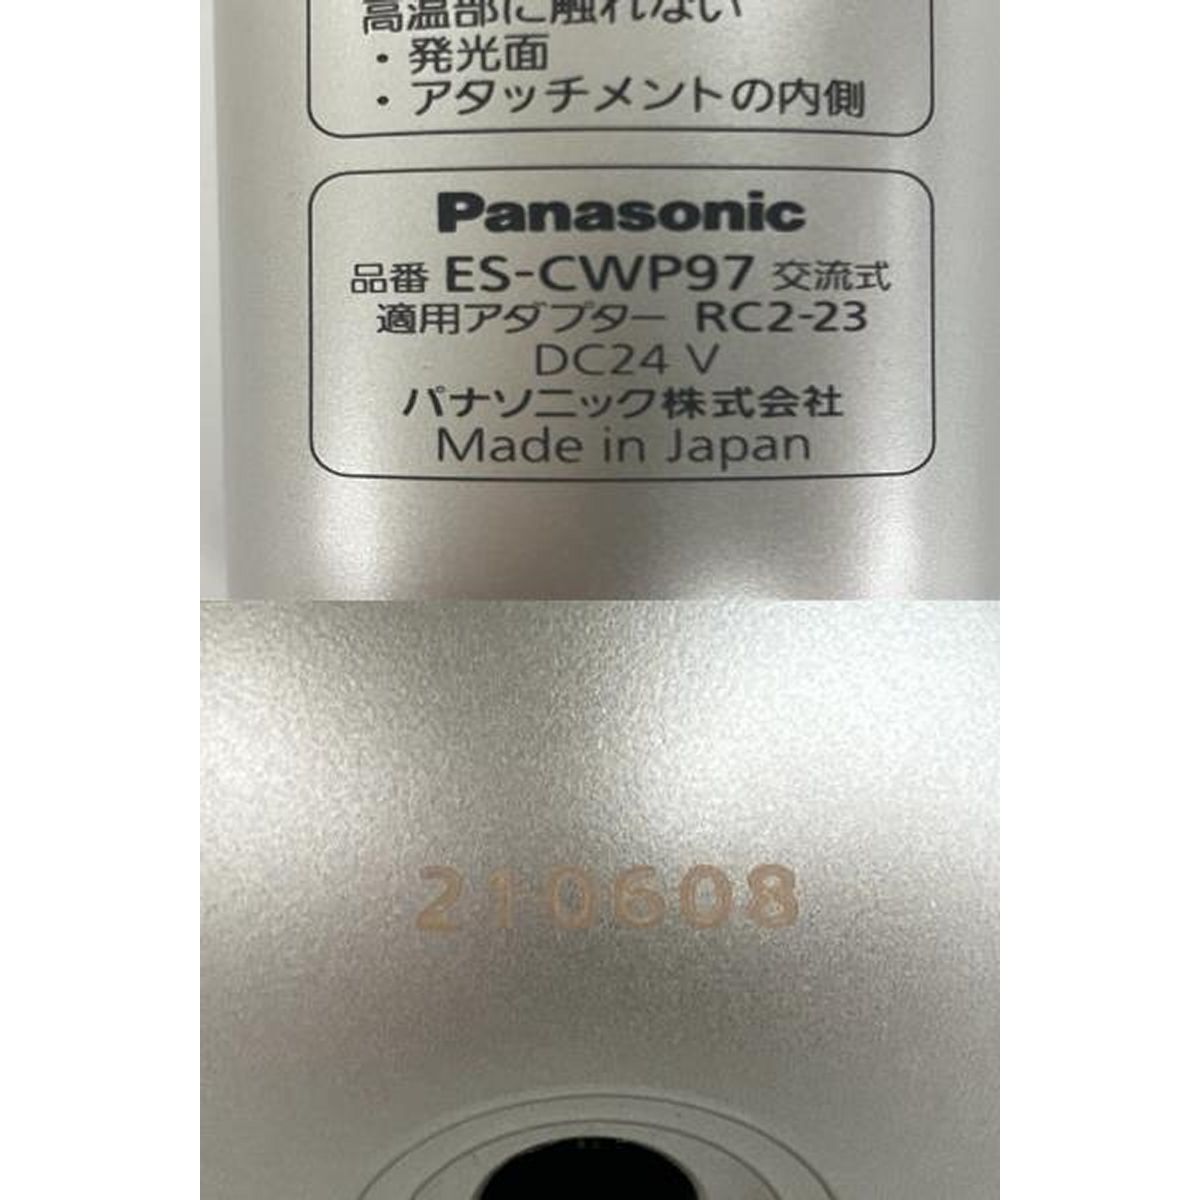 高温部に触れない
・発光面
・アタッチメントの内側
Panasonic
品番 ES-CWP97 交流式
適用アダプター RC2-23
DC24 V
パナソニック株式会社
Made in Japan
210608